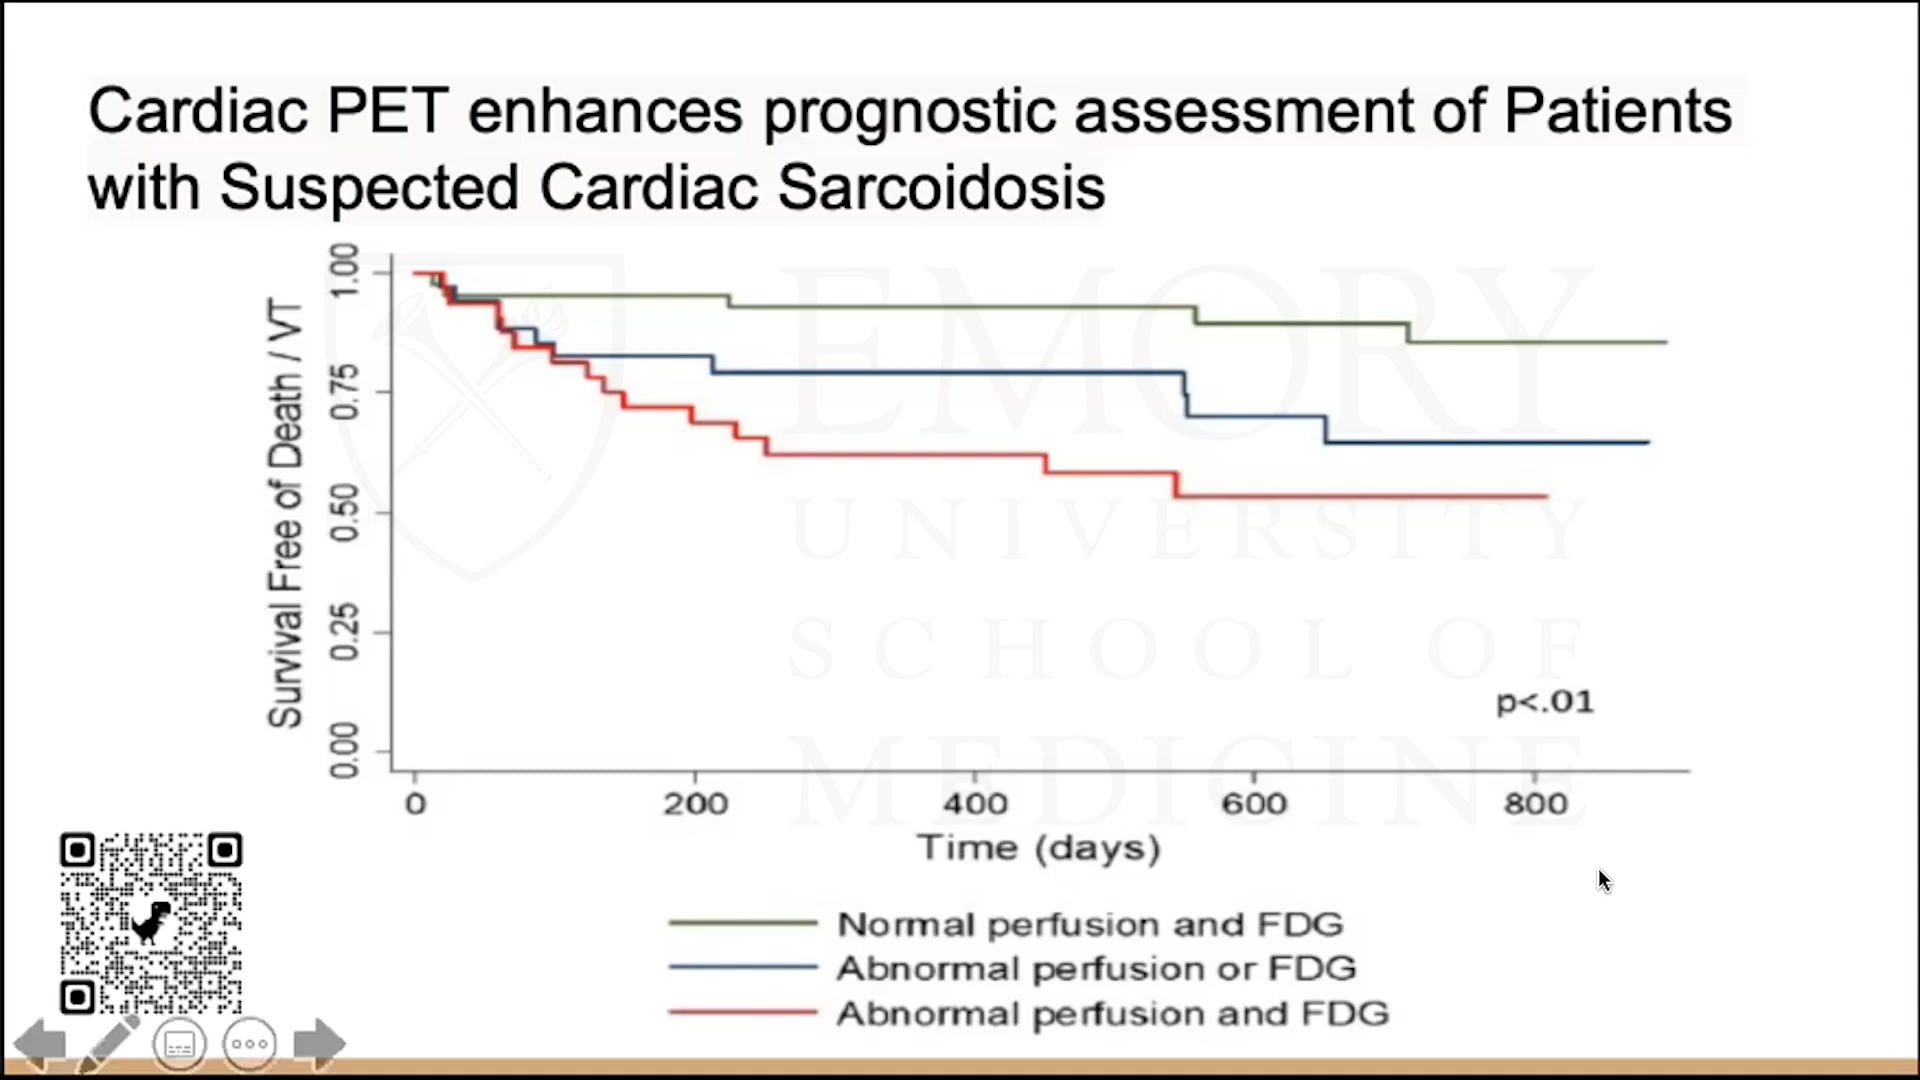 Cardiac PET enhances prognostic assessment of Patients
with Suspected Cardiac Sarcoidosis
Survival Free of Death / VT
1.00
0.75
0.50
0.25
0.00
EMORY
UNIVERSITY
SCHOOL OF
MEDICINE
p<.01
0 200 400 600 800
Time (days)
Normal perfusion and FDG
Abnormal perfusion or FDG
Abnormal perfusion and FDG